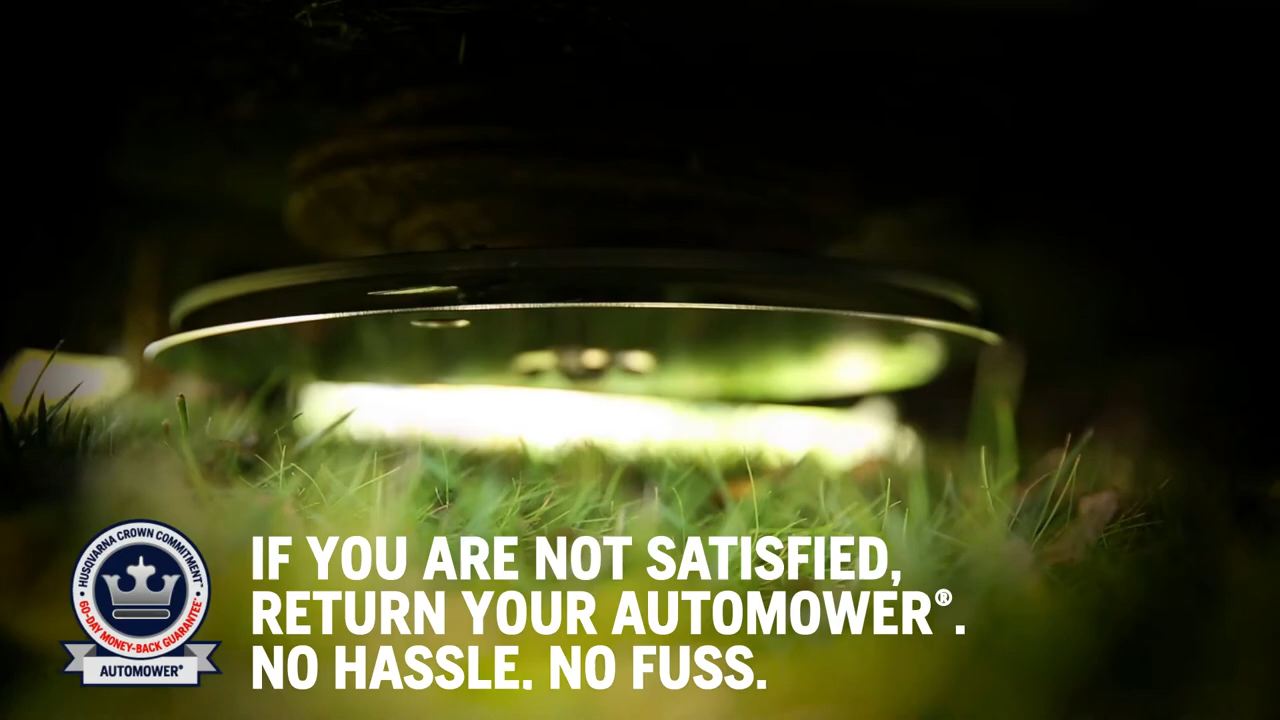 HUSQVARNA CROWN COMMITMENT™
60-DAY MONEY-BACK GUARANTEE*
AUTOMOWER®
IF YOU ARE NOT SATISFIED,
RETURN YOUR AUTOMOWER®.
NO HASSLE. NO FUSS.